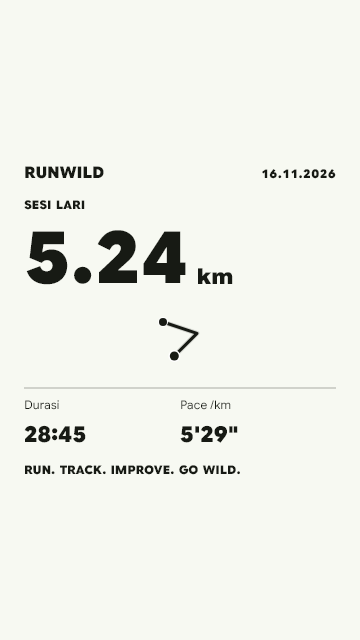 RUNWILD
16.11.2026
SESI LARI
5.24 km
Durasi
Pace /km
28:45
5'29"
RUN. TRACK. IMPROVE. GO WILD.